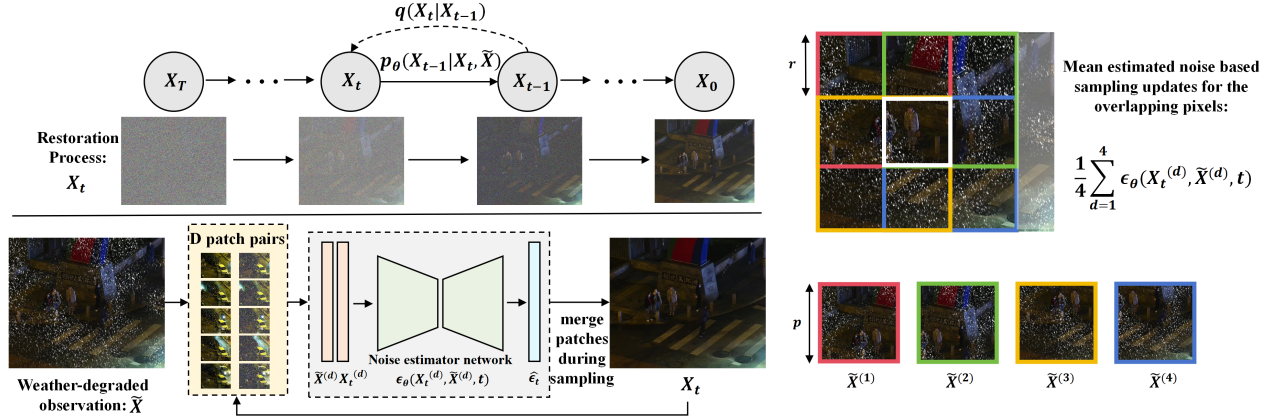 q(X_t|X_{t-1})
p_θ(X_{t-1}|X_t, X̃)
X_T
X_t
X_{t-1}
X_0
Restoration
Process:
X_t
D patch pairs
Noise estimator network
X̃^{(d)} X_t^{(d)}
ϵ_θ(X_t^{(d)}, X̃^{(d)}, t)
ϵ̂_t
merge
patches
during
sampling
Weather-degraded
observation: X̃
X_t
r
Mean estimated noise based
sampling updates for the
overlapping pixels:
1/4 ∑_{d=1}^{4} ϵ_θ(X_t^{(d)}, X̃^{(d)}, t)
p
X̃^{(1)}
X̃^{(2)}
X̃^{(3)}
X̃^{(4)}